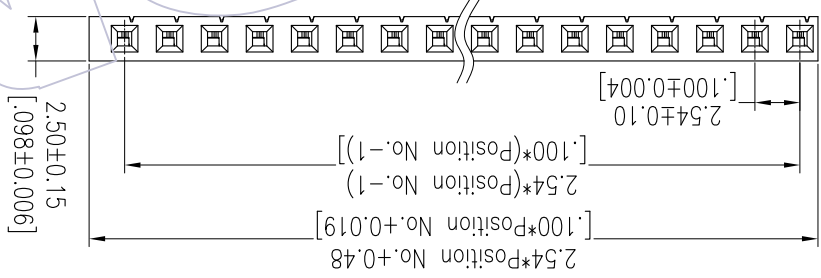 2.54*Position No.+0.48
[.100*Position No.+0.019]
2.54*(Position No.-1)
[.100*(Position No.-1)]
2.54±0.10
[.100±0.004]
2.50±0.15
[.098±0.006]